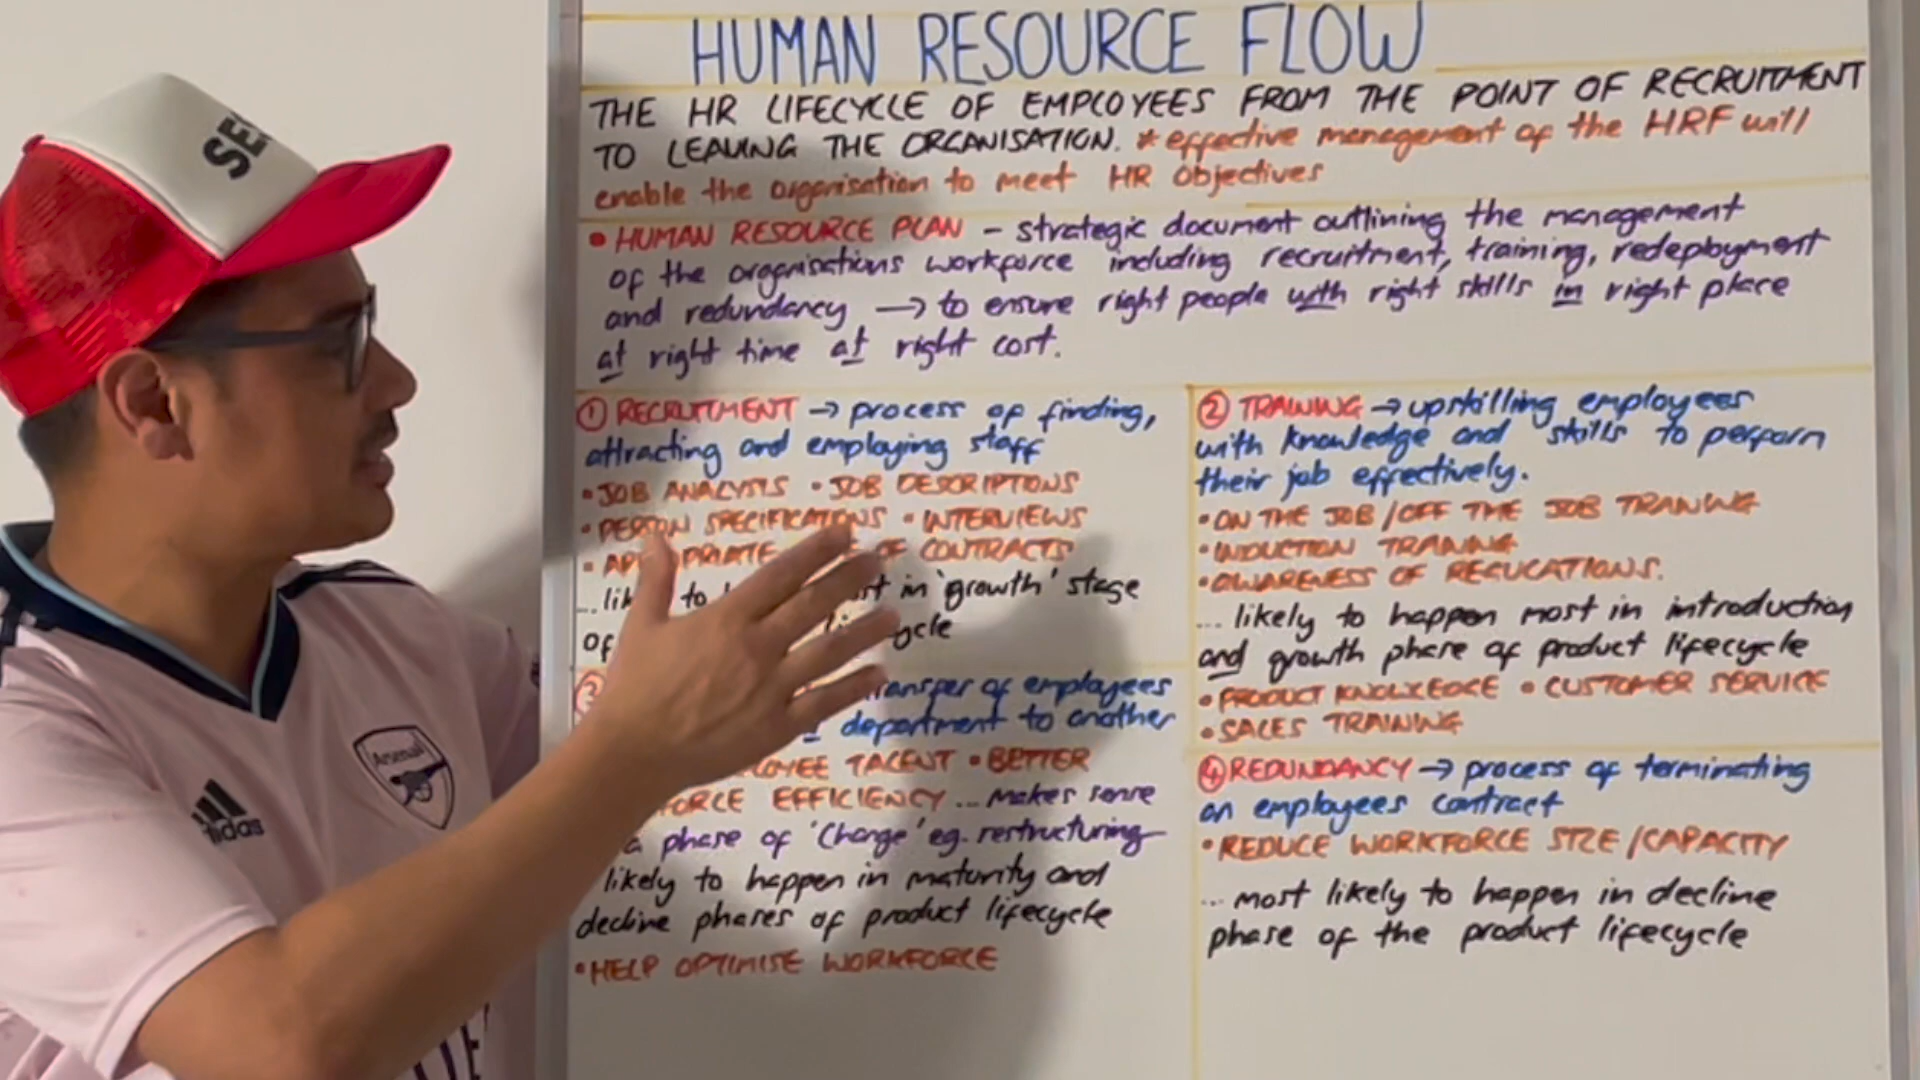 HUMAN RESOURCE FLOW
THE HR LIFECYCLE OF EMPLOYEES FROM THE POINT OF RECRUITMENT
TO LEAVING THE ORGANISATION. * effective management of the HRF will
enable the organisation to meet HR objectives
• HUMAN RESOURCE PLAN – strategic document outlining the management
of the organisations workforce including recruitment, training, redeployment
and redundancy → to ensure right people with right skills in right place
at right time at right cost.
① RECRUITMENT → process of finding,
attracting and employing staff
• JOB ANALYSIS • JOB DESCRIPTIONS
• PERSON SPECIFICATIONS • INTERVIEWS
• OF CONTRACTS
to in 'growth' stage
of
③ of employees
department to another
TALENT • BETTER
EFFICIENCY ... makes sense
a phase of 'change' eg. restructuring
likely to happen in maturity and
decline phases of product lifecycle
• HELP OPTIMISE WORKFORCE
② TRAINING → upskilling employees
with knowledge and skills to perform
their job effectively.
• ON THE JOB / OFF THE JOB TRAINING
• INDUCTION TRAINING
• AWARENESS OF REGULATIONS.
... likely to happen most in introduction
and growth phase of product lifecycle
• PRODUCT KNOWLEDGE • CUSTOMER SERVICE
• SALES TRAINING
④ REDUNDANCY → process of terminating
an employees contract
• REDUCE WORKFORCE SIZE / CAPACITY
... most likely to happen in decline
phase of the product lifecycle
Arsenal
adidas